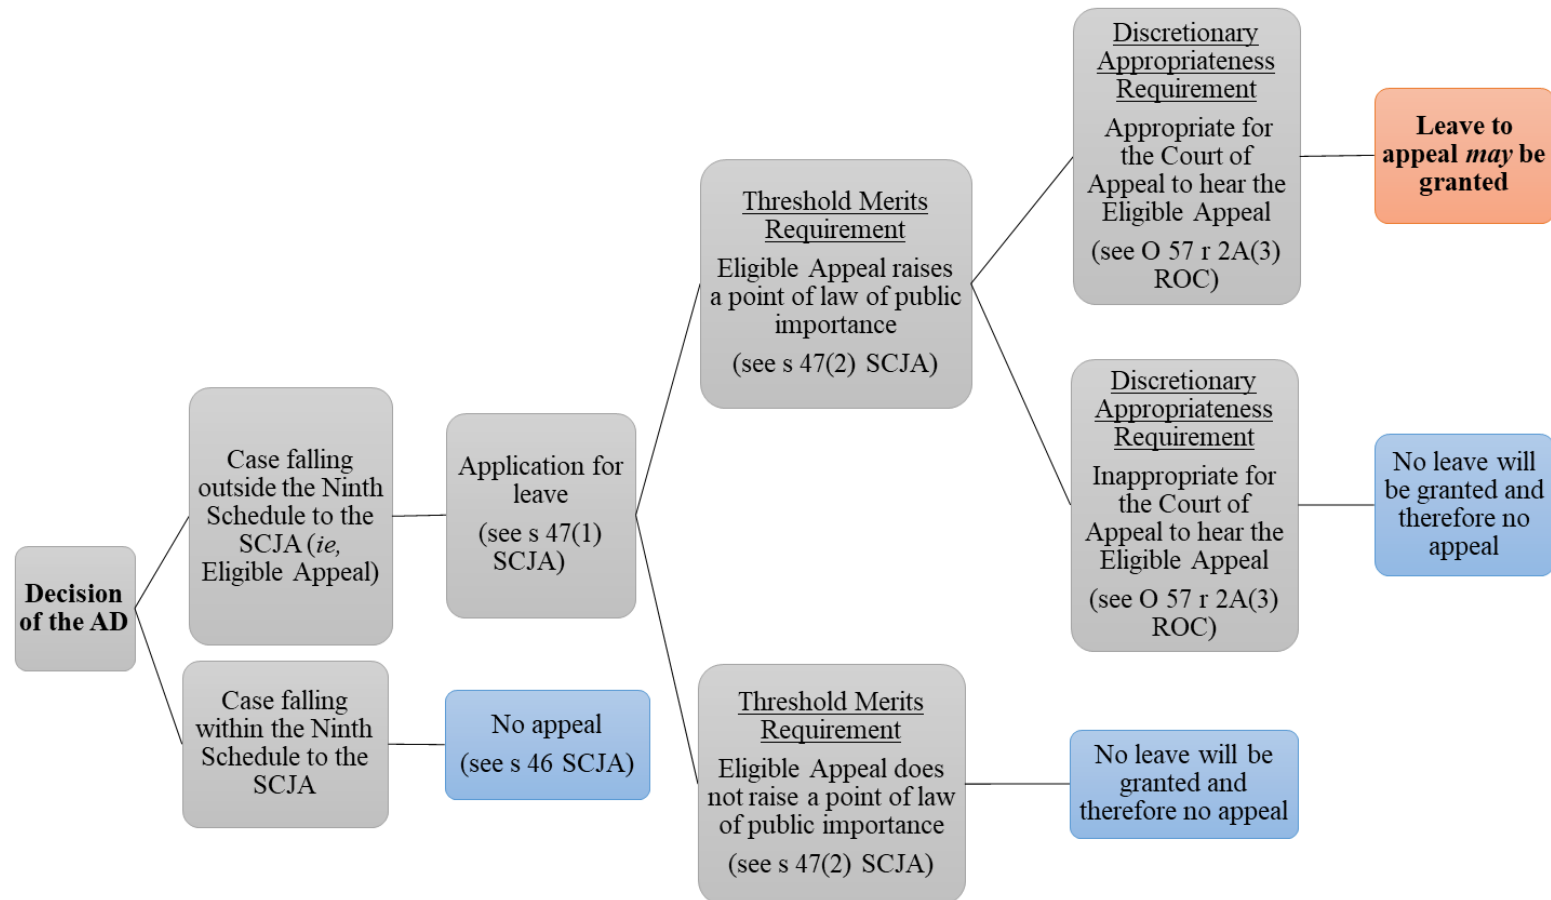 Decision
of the AD
Case falling
outside the Ninth
Schedule to the
SCJA (ie,
Eligible Appeal)
Application for
leave
(see s 47(1)
SCJA)
Threshold Merits
Requirement
Eligible Appeal raises
a point of law of public
importance
(see s 47(2) SCJA)
Discretionary
Appropriateness
Requirement
Appropriate for
the Court of
Appeal to hear the
Eligible Appeal
(see O 57 r 2A(3)
ROC)
Leave to
appeal may be
granted
Discretionary
Appropriateness
Requirement
Inappropriate for
the Court of
Appeal to hear the
Eligible Appeal
(see O 57 r 2A(3)
ROC)
No leave will
be granted and
therefore no
appeal
Threshold Merits
Requirement
Eligible Appeal does
not raise a point of law
of public importance
(see s 47(2) SCJA)
No leave will be
granted and
therefore no appeal
Case falling
within the Ninth
Schedule to the
SCJA
No appeal
(see s 46 SCJA)